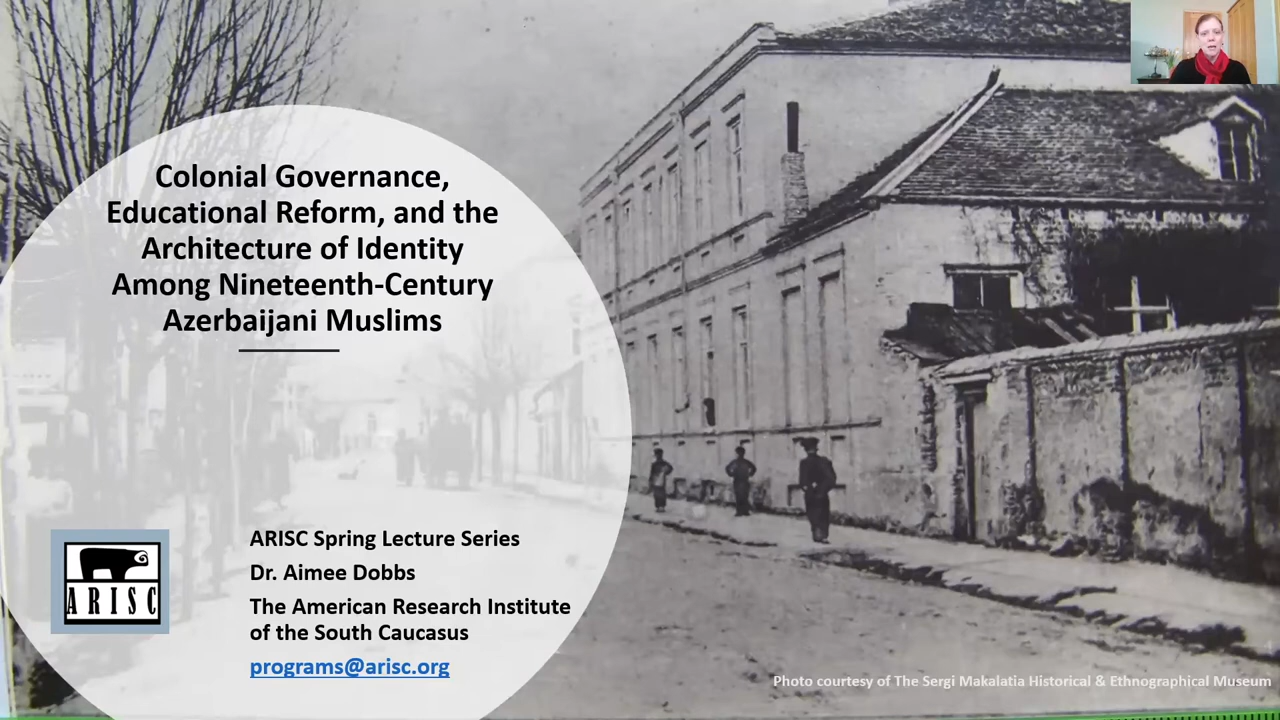 Colonial Governance,
Educational Reform, and the
Architecture of Identity
Among Nineteenth-Century
Azerbaijani Muslims
ARISC
ARISC Spring Lecture Series
Dr. Aimee Dobbs
The American Research Institute
of the South Caucasus
programs@arisc.org
Photo courtesy of The Sergi Makalatia Historical & Ethnographical Museum